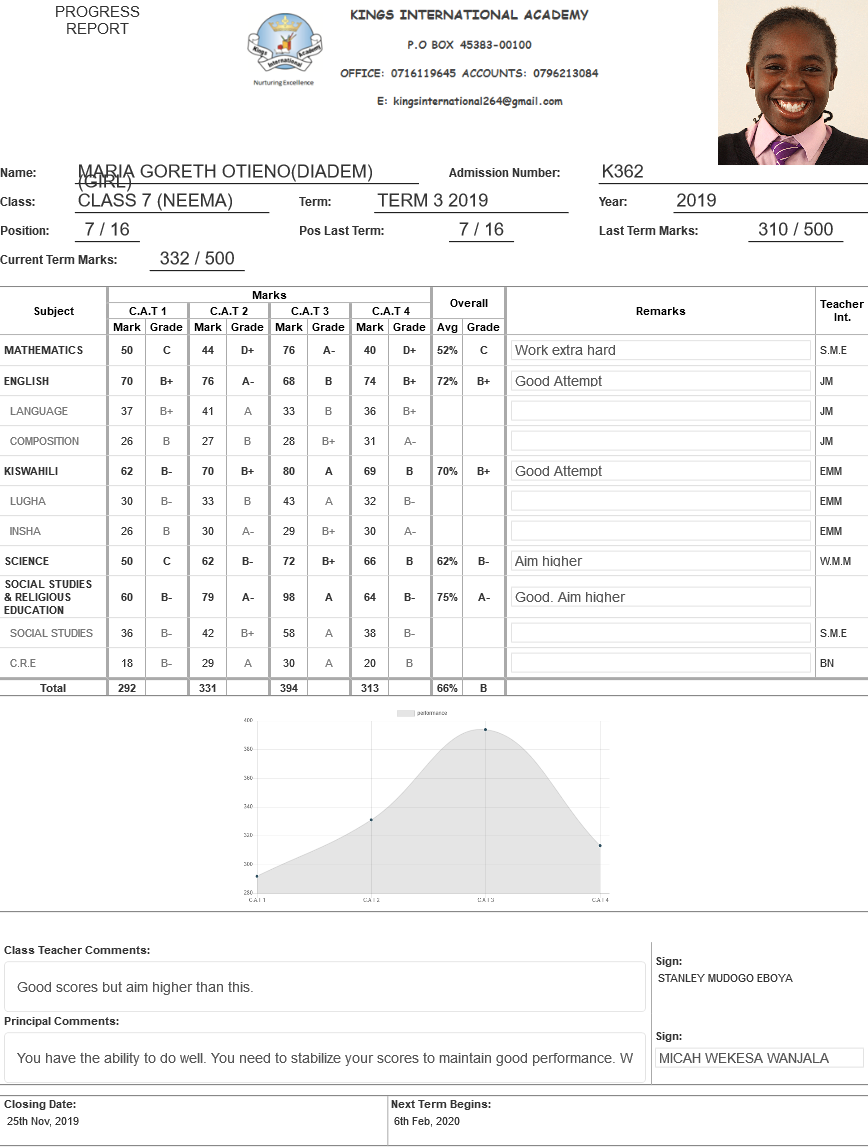 PROGRESS
REPORT
KINGS INTERNATIONAL ACADEMY
P.O BOX 45383-00100
OFFICE: 0716119645 ACCOUNTS: 0796213084
E: kingsinternational264@gmail.com
Kings International Academy
Nurturing Excellence
Name: MARIA GORETH OTIENO(DIADEM) (GIRL) Admission Number: K362
Class: CLASS 7 (NEEMA) Term: TERM 3 2019 Year: 2019
Position: 7 / 16 Pos Last Term: 7 / 16 Last Term Marks: 310 / 500
Current Term Marks: 332 / 500
Subject Marks Overall Remarks Teacher Int.
C.A.T 1 C.A.T 2 C.A.T 3 C.A.T 4
Mark Grade Mark Grade Mark Grade Mark Grade Avg Grade
MATHEMATICS 50 C 44 D+ 76 A- 40 D+ 52% C Work extra hard S.M.E
ENGLISH 70 B+ 76 A- 68 B 74 B+ 72% B+ Good Attempt JM
LANGUAGE 37 B+ 41 A 33 B 36 B+ JM
COMPOSITION 26 B 27 B 28 B+ 31 A- JM
KISWAHILI 62 B- 70 B+ 80 A 69 B 70% B+ Good Attempt EMM
LUGHA 30 B- 33 B 43 A 32 B- EMM
INSHA 26 B 30 A- 29 B+ 30 A- EMM
SCIENCE 50 C 62 B- 72 B+ 66 B 62% B- Aim higher W.M.M
SOCIAL STUDIES
& RELIGIOUS
EDUCATION 60 B- 79 A- 98 A 64 B- 75% A- Good. Aim higher
SOCIAL STUDIES 36 B- 42 B+ 58 A 38 B- S.M.E
C.R.E 18 B- 29 A 30 A 20 B BN
Total 292 331 394 313 66% B
performance
400
380
360
340
320
300
280
C.A.T 1 C.A.T 2 C.A.T 3 C.A.T 4
Class Teacher Comments:
Good scores but aim higher than this.
Sign:
STANLEY MUDOGO EBOYA
Principal Comments:
You have the ability to do well. You need to stabilize your scores to maintain good performance. W
Sign:
MICAH WEKESA WANJALA
Closing Date:
25th Nov, 2019
Next Term Begins:
6th Feb, 2020